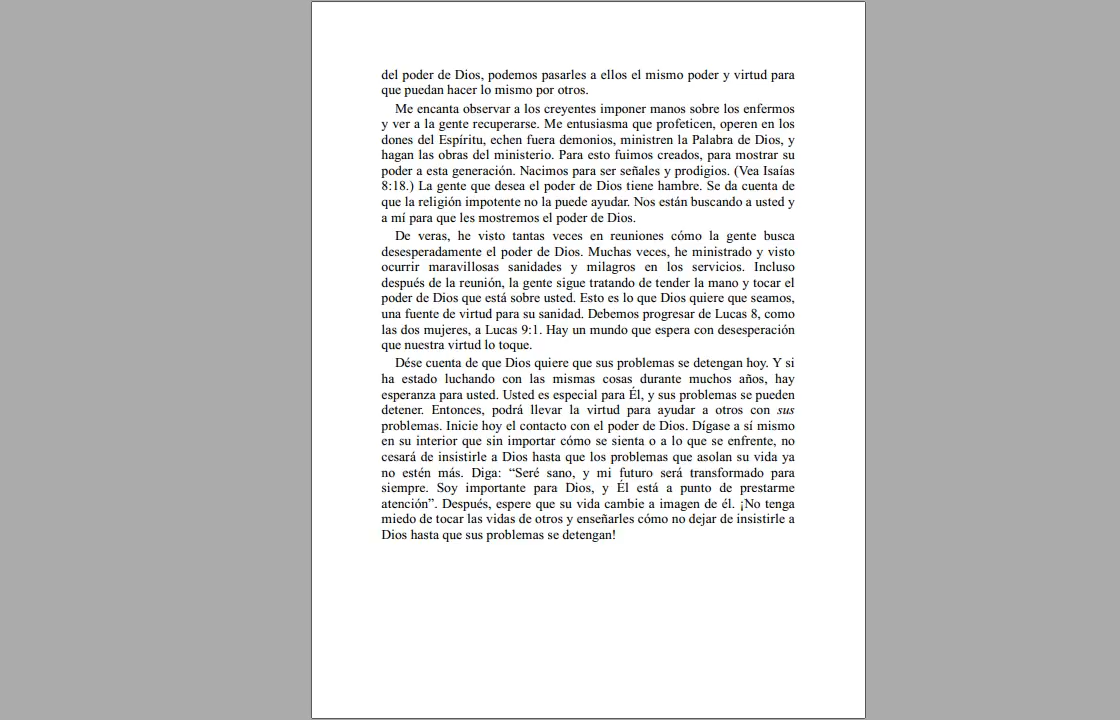 del poder de Dios, podemos pasarles a ellos el mismo poder y virtud para
que puedan hacer lo mismo por otros.
Me encanta observar a los creyentes imponer manos sobre los enfermos
y ver a la gente recuperarse. Me entusiasma que profeticen, operen en los
dones del Espíritu, echen fuera demonios, ministren la Palabra de Dios, y
hagan las obras del ministerio. Para esto fuimos creados, para mostrar su
poder a esta generación. Nacimos para ser señales y prodigios. (Vea Isaías
8:18.) La gente que desea el poder de Dios tiene hambre. Se da cuenta de
que la religión impotente no la puede ayudar. Nos están buscando a usted y
a mí para que les mostremos el poder de Dios.
De veras, he visto tantas veces en reuniones cómo la gente busca
desesperadamente el poder de Dios. Muchas veces, he ministrado y visto
ocurrir maravillosas sanidades y milagros en los servicios. Incluso
después de la reunión, la gente sigue tratando de tender la mano y tocar el
poder de Dios que está sobre usted. Esto es lo que Dios quiere que seamos,
una fuente de virtud para su sanidad. Debemos progresar de Lucas 8, como
las dos mujeres, a Lucas 9:1. Hay un mundo que espera con desesperación
que nuestra virtud lo toque.
Dése cuenta de que Dios quiere que sus problemas se detengan hoy. Y si
ha estado luchando con las mismas cosas durante muchos años, hay
esperanza para usted. Usted es especial para Él, y sus problemas se pueden
detener. Entonces, podrá llevar la virtud para ayudar a otros con sus
problemas. Inicie hoy el contacto con el poder de Dios. Dígase a sí mismo
en su interior que sin importar cómo se sienta o a lo que se enfrente, no
cesará de insistirle a Dios hasta que los problemas que asolan su vida ya
no estén más. Diga: “Seré sano, y mi futuro será transformado para
siempre. Soy importante para Dios, y Él está a punto de prestarme
atención”. Después, espere que su vida cambie a imagen de él. ¡No tenga
miedo de tocar las vidas de otros y enseñarles cómo no dejar de insistirle a
Dios hasta que sus problemas se detengan!